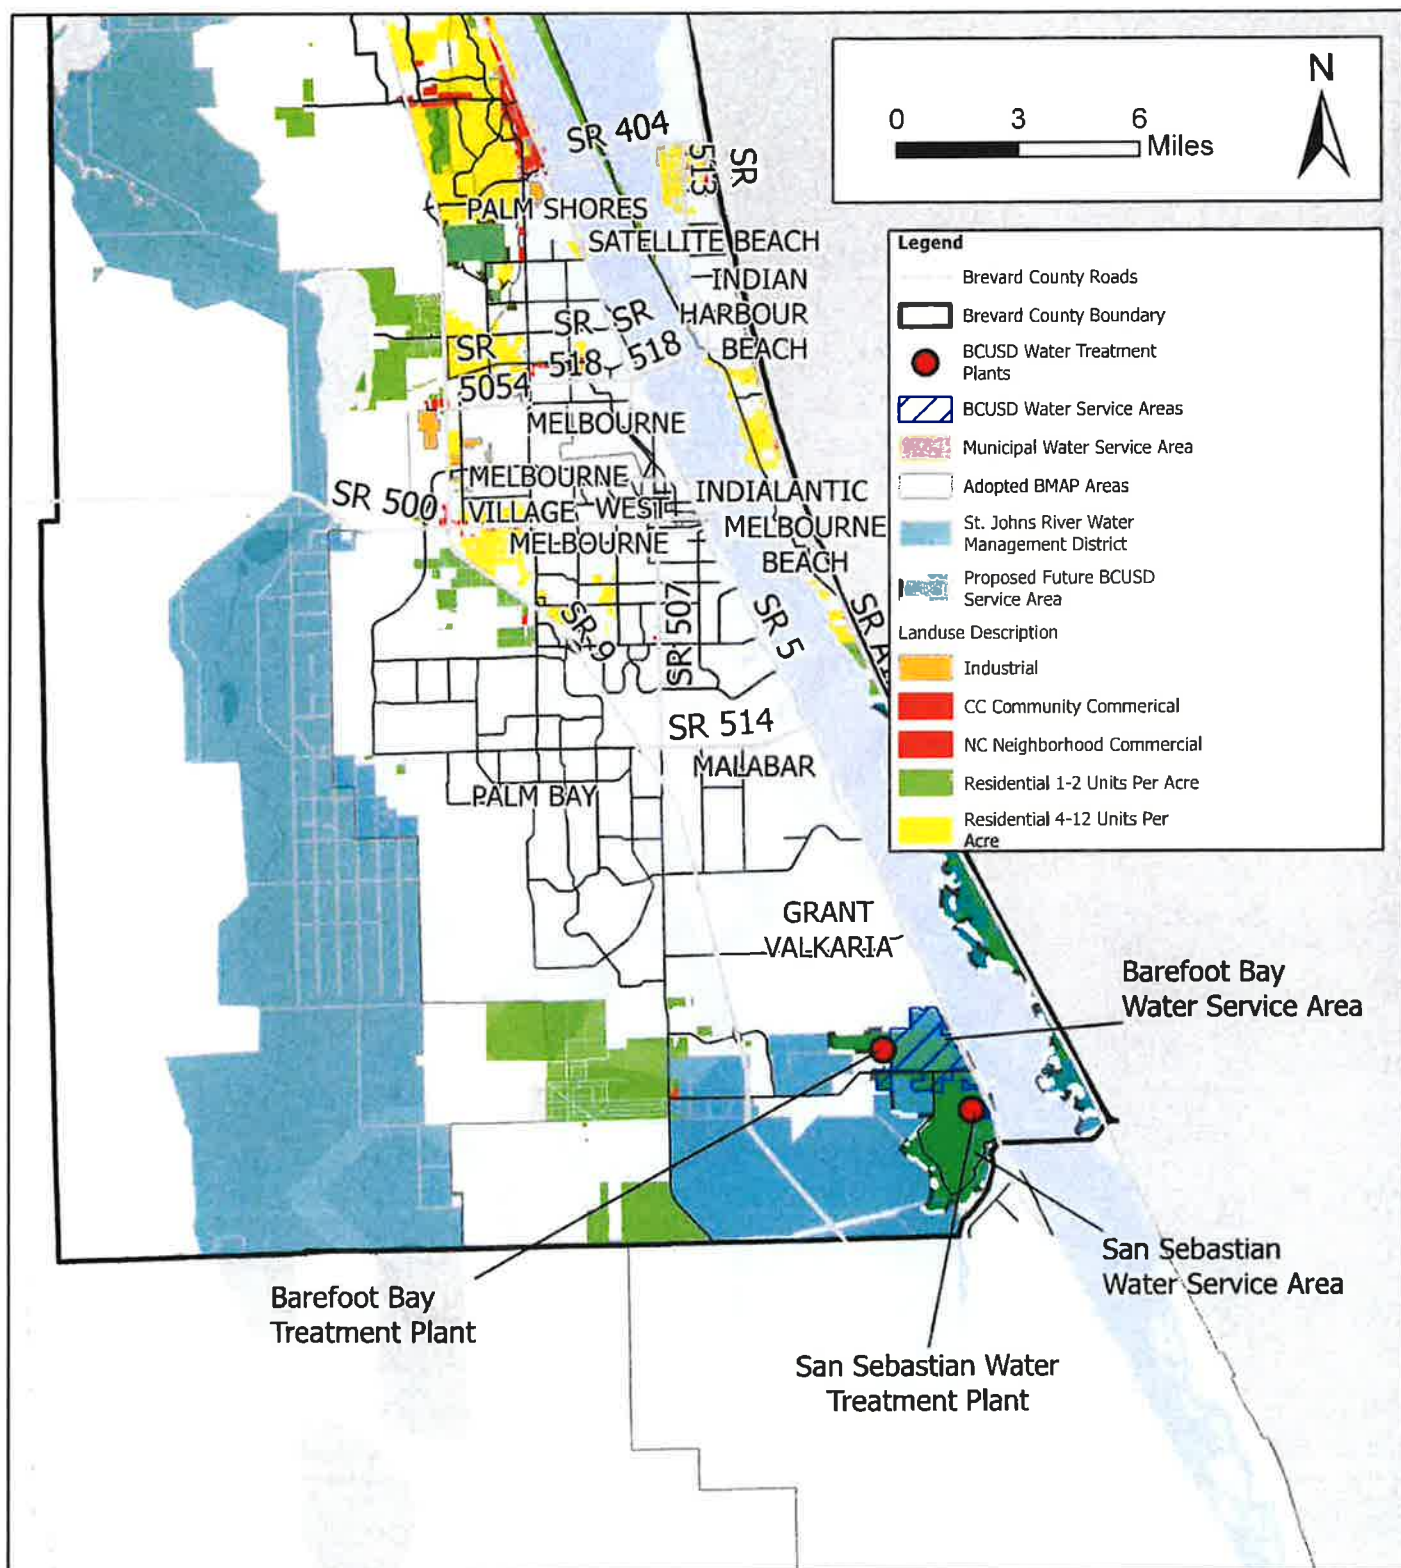 N
0 3 6
Miles
SR 404
SR
513
PALM SHORES
SATELLITE BEACH
INDIAN
HARBOUR
BEACH
SR
518
SR
518
SR
5054
MELBOURNE
SR 500
MELBOURNE
VILLAGE
WEST
MELBOURNE
INDIALANTIC
MELBOURNE
BEACH
SR 507
SR 5
SR 9
SR A1
SR 514
MALABAR
PALM BAY
GRANT
VALKARIA
Legend
Brevard County Roads
Brevard County Boundary
BCUSD Water Treatment
Plants
BCUSD Water Service Areas
Municipal Water Service Area
Adopted BMAP Areas
St. Johns River Water
Management District
Proposed Future BCUSD
Service Area
Landuse Description
Industrial
CC Community Commerical
NC Neighborhood Commercial
Residential 1-2 Units Per Acre
Residential 4-12 Units Per
Acre
Barefoot Bay
Water Service Area
San Sebastian
Water Service Area
Barefoot Bay
Treatment Plant
San Sebastian Water
Treatment Plant